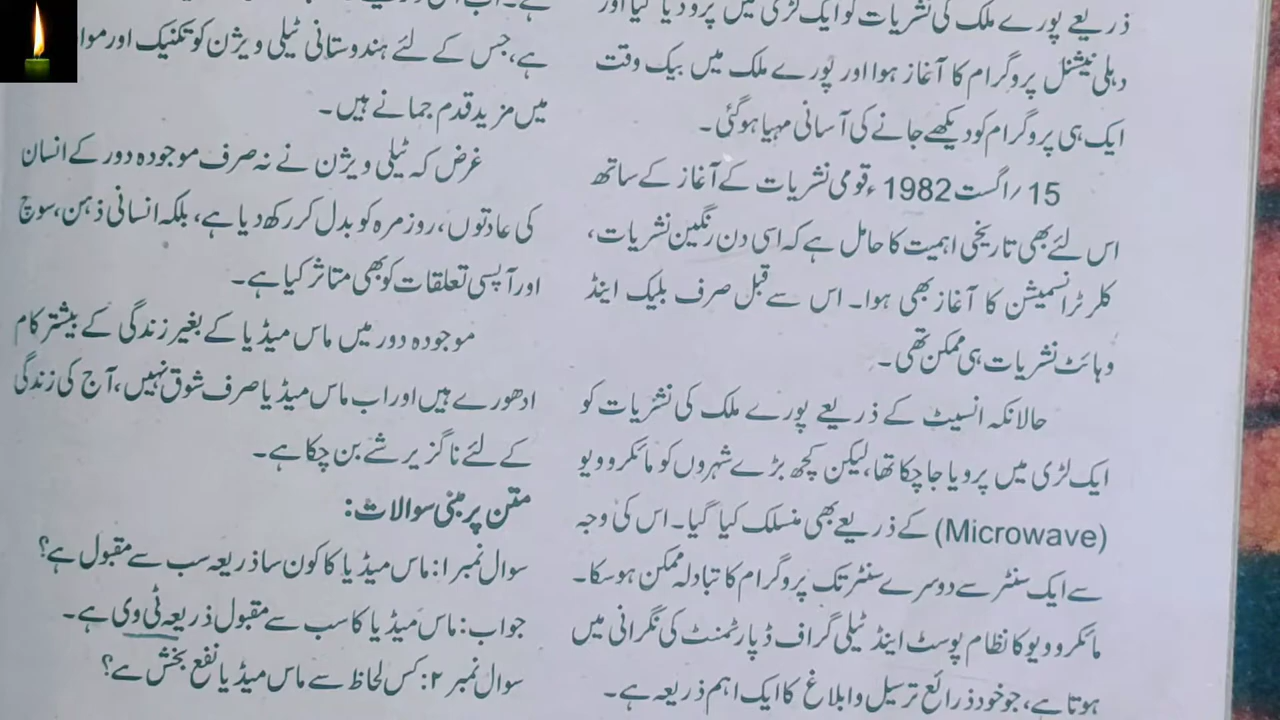 ذریعے پورے ملک کی نشریات کو ایک لڑی میں پرو دیا گیا اور
دہلی نیشنل پروگرام کا آغاز ہوا اور پورے ملک میں بیک وقت
ایک ہی پروگرام کو دیکھے جانے کی آسانی مہیا ہوگئی۔
15/اگست 1982ء قومی نشریات کے آغاز کے ساتھ
اس لئے بھی تاریخی اہمیت کا حامل ہے کہ اسی دن رنگین نشریات،
کلر ٹرانسمیشن کا آغاز بھی ہوا۔ اس سے قبل صرف بلیک اینڈ
وہائٹ نشریات ہی ممکن تھی۔
حالانکہ انسیٹ کے ذریعے پورے ملک کی نشریات کو
ایک لڑی میں پرویا جاچکا تھا، لیکن کچھ بڑے شہروں کو مائکروویو
(Microwave) کے ذریعے بھی منسلک کیا گیا۔ اس کی وجہ
سے ایک سنٹر سے دوسرے سنٹر تک پروگرام کا تبادلہ ممکن ہوسکا۔
مائکروویو کا نظام پوسٹ اینڈ ٹیلی گراف ڈپارٹمنٹ کی نگرانی میں
ہوتا ہے، جو خود ذرائع ترسیل وابلاغ کا ایک اہم ذریعہ ہے۔
ہے، جس کے لئے ہندوستانی ٹیلی ویژن کو تکنیک اور
میں مزید قدم جمانے ہیں۔
غرض کہ ٹیلی ویژن نے نہ صرف موجودہ دور کے انسان
کی عادتوں، روزمرہ کو بدل کر رکھ دیا ہے، بلکہ انسانی ذہن، سوچ
اور آپسی تعلقات کو بھی متاثر کیا ہے۔
موجودہ دور میں ماس میڈیا کے بغیر زندگی کے بیشتر کام
ادھورے ہیں اور اب ماس میڈیا صرف شوق نہیں، آج کی زندگی
کے لئے ناگزیر شے بن چکا ہے۔
متن پر مبنی سوالات:
سوال نمبر ۱: ماس میڈیا کا کون سا ذریعہ سب سے مقبول ہے؟
جواب: ماس میڈیا کا سب سے مقبول ذریعہ ٹی وی ہے۔
سوال نمبر ۲: کس لحاظ سے ماس میڈیا نفع بخش ہے؟